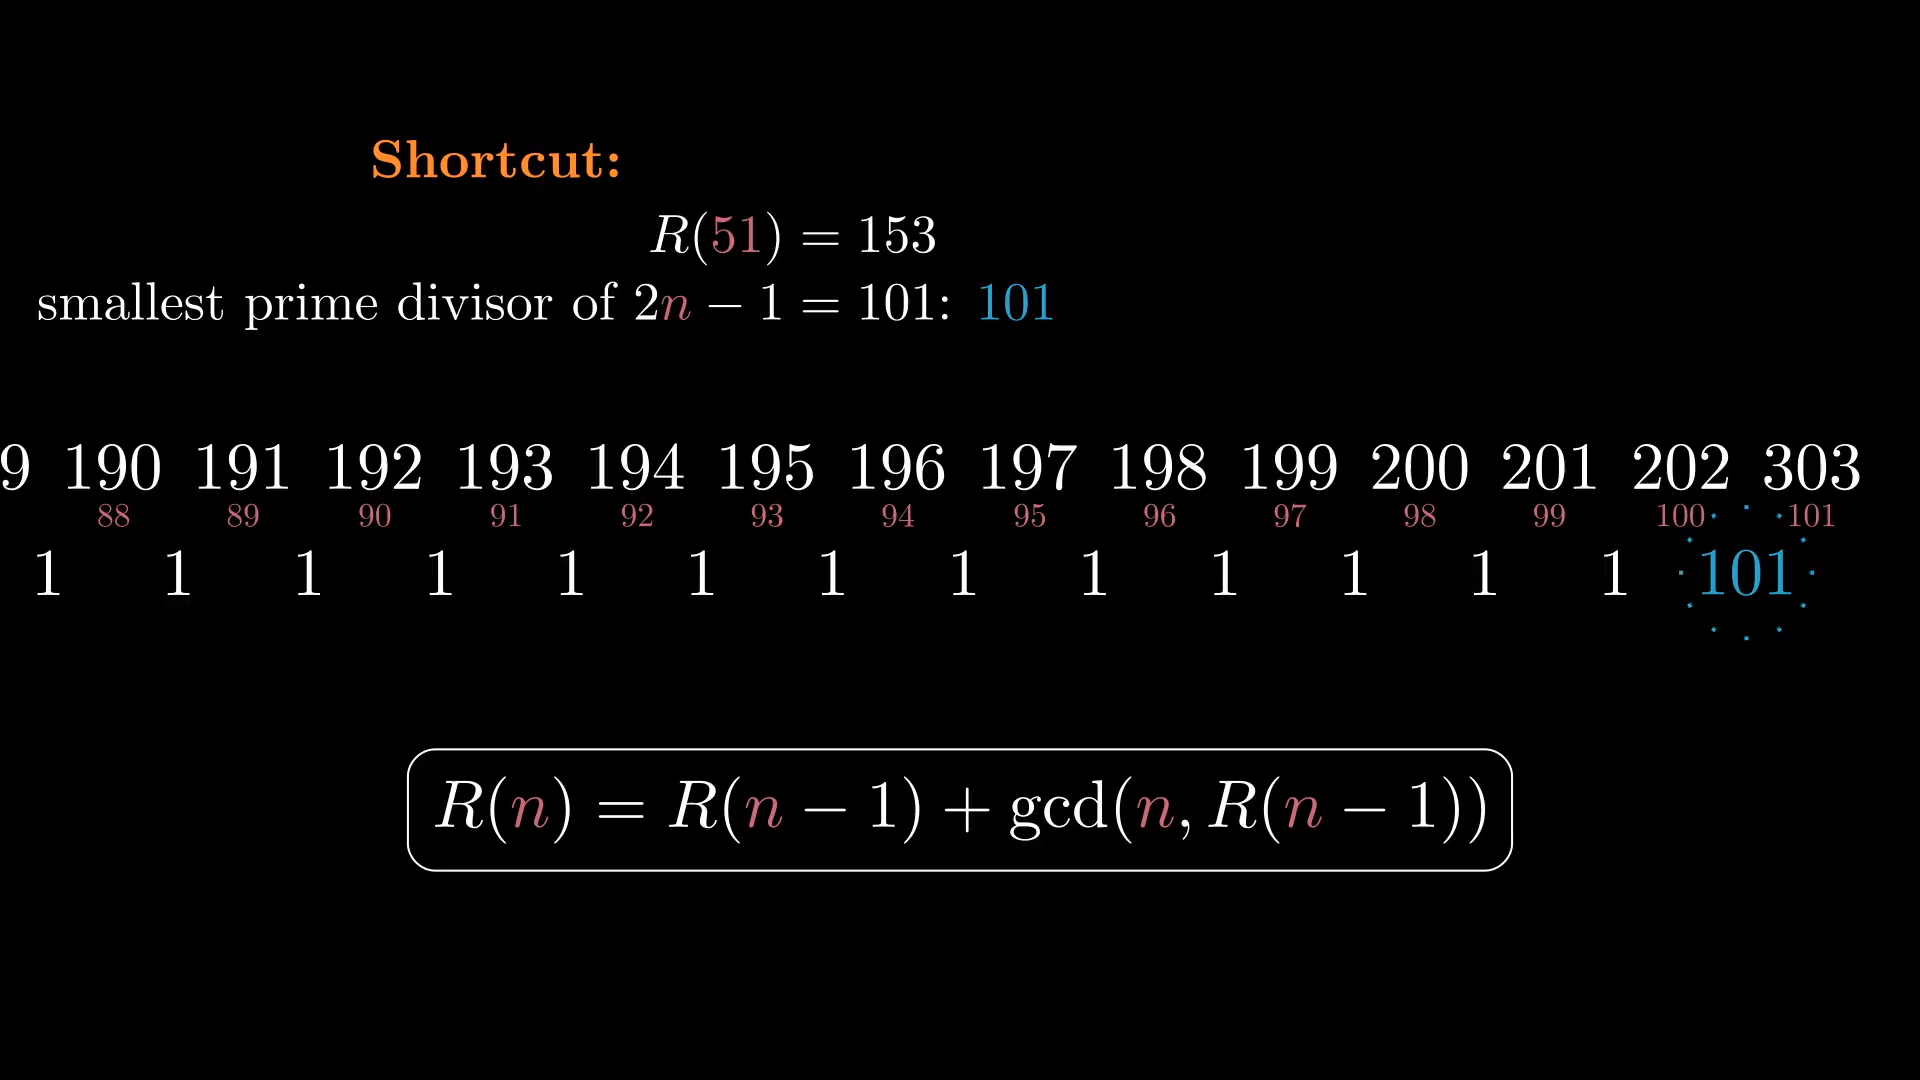 Shortcut:
R(51) = 153
smallest prime divisor of 2n − 1 = 101: 101
9 190 191 192 193 194 195 196 197 198 199 200 201 202 303
88 89 90 91 92 93 94 95 96 97 98 99 100 101
1 1 1 1 1 1 1 1 1 1 1 1 1 101
R(n) = R(n − 1) + gcd(n, R(n − 1))